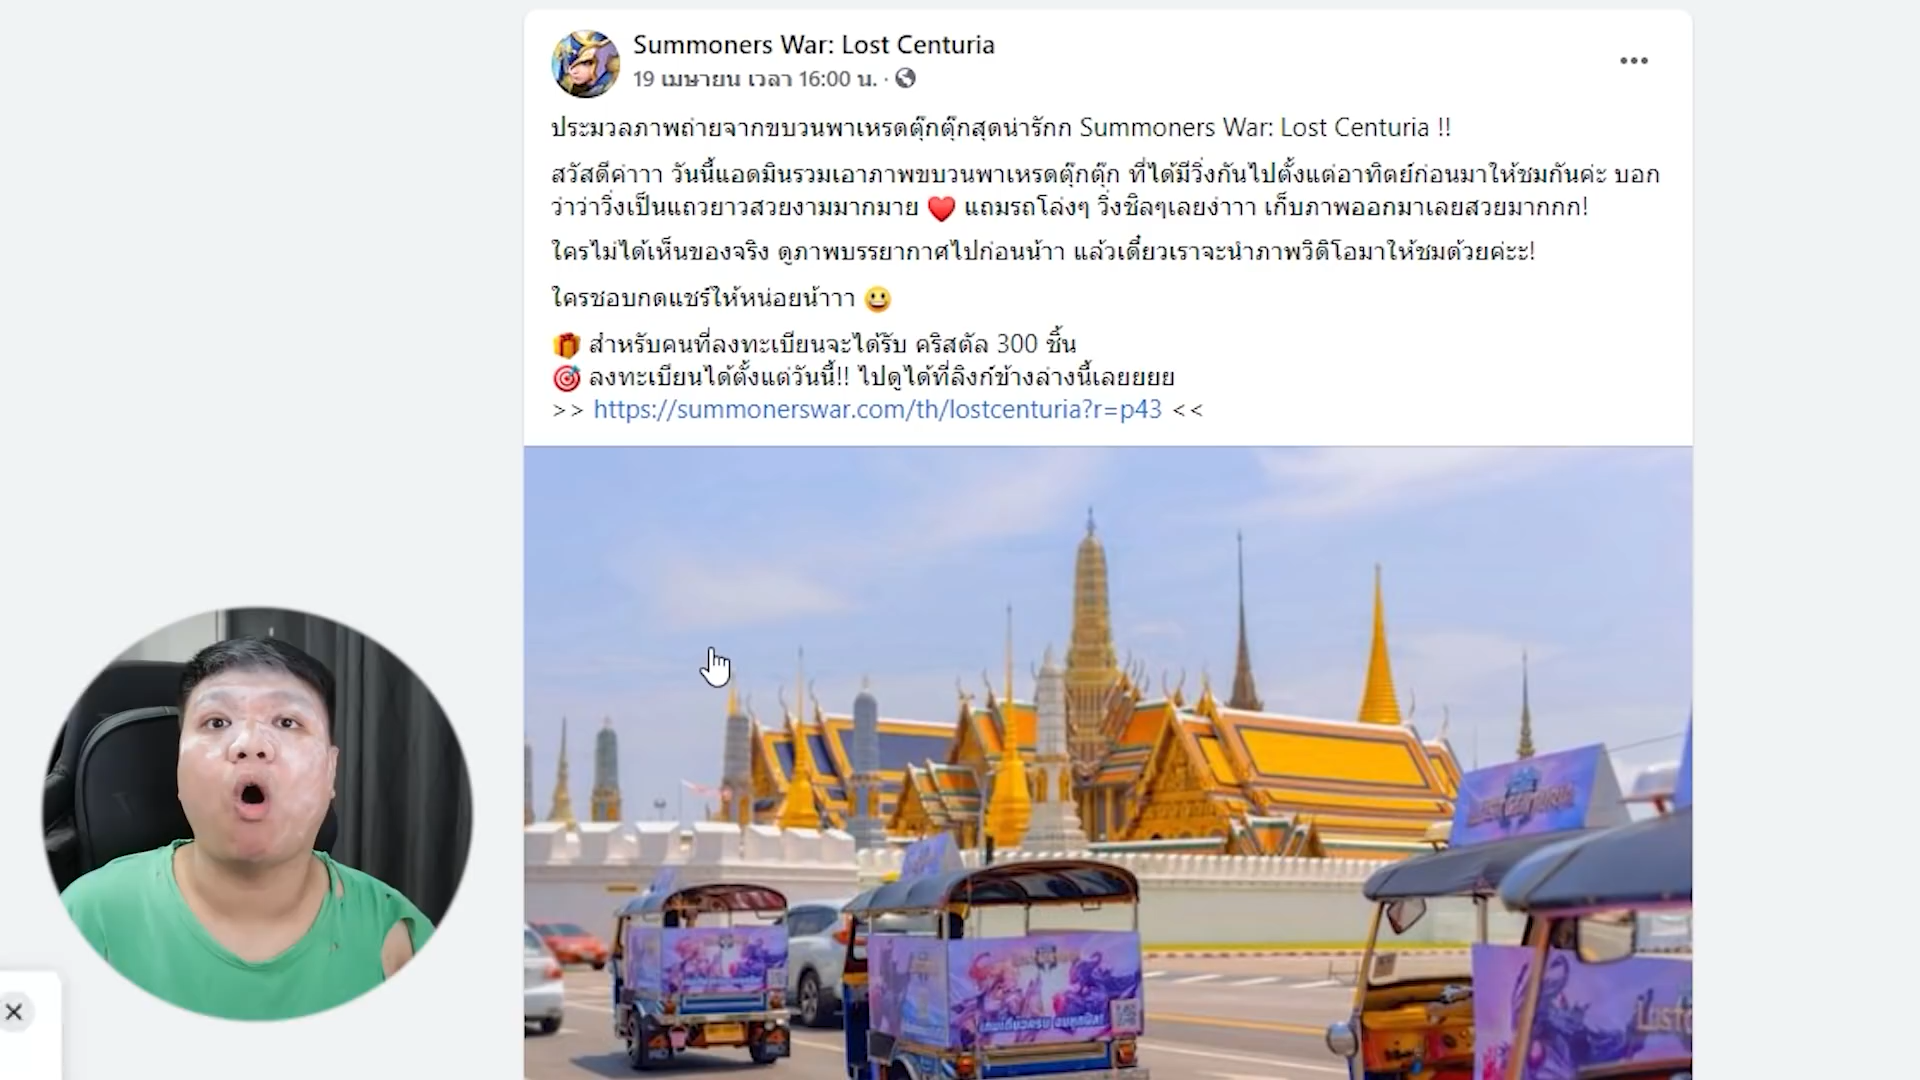 Summoners War: Lost Centuria
19 เมษายน เวลา 16:00 น. ·
ประมวลภาพถ่ายจากขบวนพาเหรดตุ๊กตุ๊กสุดน่ารักก Summoners War: Lost Centuria !!
สวัสดีค่าาา วันนี้แอดมินรวมเอาภาพขบวนพาเหรดตุ๊กตุ๊ก ที่ได้มีวิ่งกันไปตั้งแต่อาทิตย์ก่อนมาให้ชมกันค่ะ บอก
ว่าว่าวิ่งเป็นแถวยาวสวยงามมากมาย ❤️ แถมรถโล่งๆ วิ่งชิลๆเลยง่าาา เก็บภาพออกมาเลยสวยมากกก!
ใครไม่ได้เห็นของจริง ดูภาพบรรยากาศไปก่อนน้าา แล้วเดี๋ยวเราจะนำภาพวิดิโอมาให้ชมด้วยค่ะะ!
ใครชอบกดแชร์ให้หน่อยน้าาา 😀
🎁 สำหรับคนที่ลงทะเบียนจะได้รับ คริสตัล 300 ชิ้น
🎯 ลงทะเบียนได้ตั้งแต่วันนี้!! ไปดูได้ที่ลิงก์ข้างล่างนี้เลยยยย
>> https://summonerswar.com/th/lostcenturia?r=p43 <<
LOST CENTURIA